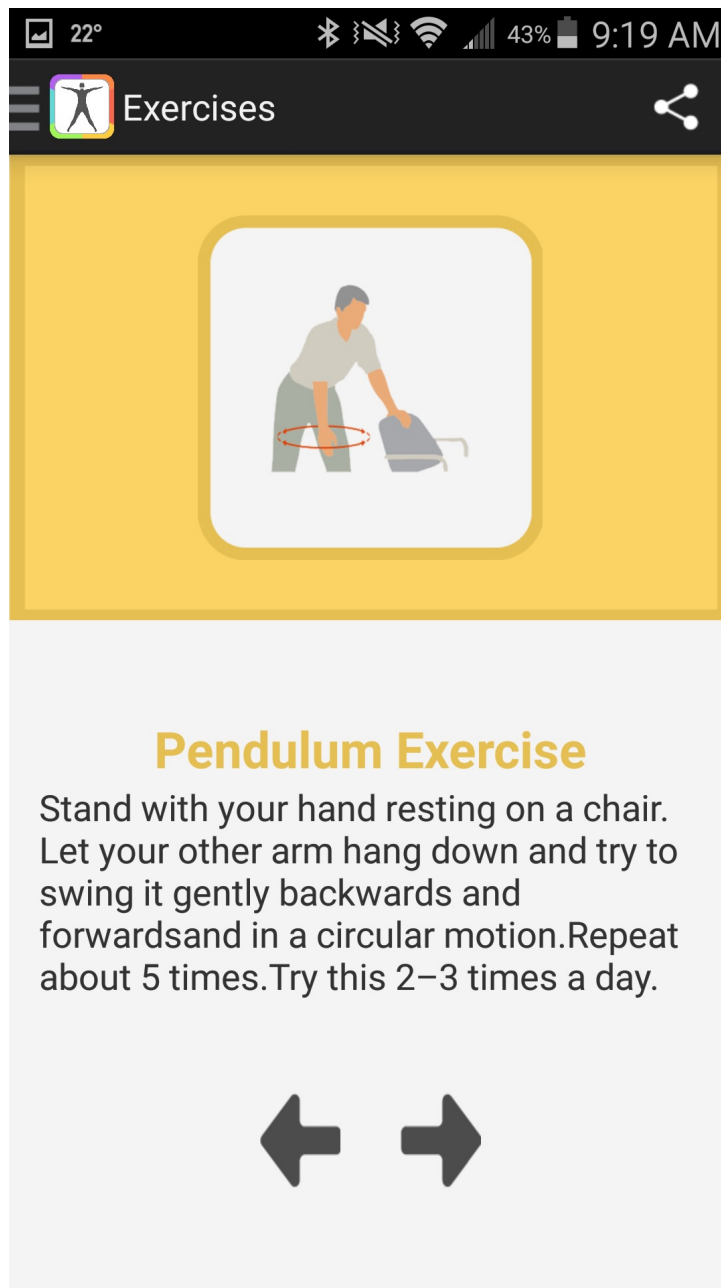 22°
43%
9:19 AM
Exercises
Pendulum Exercise
Stand with your hand resting on a chair.
Let your other arm hang down and try to
swing it gently backwards and
forwardsand in a circular motion.Repeat
about 5 times.Try this 2–3 times a day.